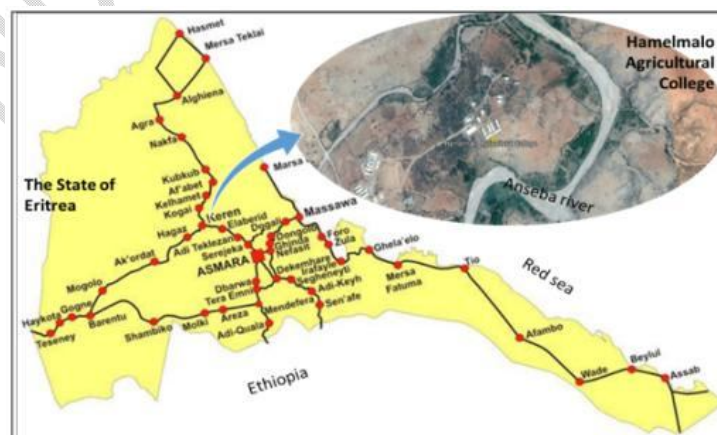 Hasmet
Mersa Teklai
Hamelmalo
Agricultural
College
Alghiena
Agra
Nakfa
Anseba river
Kubkub
Af'abet
Kelhamet
Kogai
Marsa
The State of
Eritrea
Keren
Massawa
Hagaz
Elaberid
Dogali
Adi Teklezan
Serejeka
Dongolo
Ghinda
Nefasit
Foro
Zula
Ghela'elo
Ak'ordat
ASMARA
Dekemhare
Irafayle
Segheneyti
Mersa
Fatuma
Tio
Red sea
Mogolo
Dbarwa
Tera Emni
Adi-Keyh
Gogne
Haykota
Teseney
Barentu
Shambiko
Molki
Areza
Mendefera
Sen'afe
Adi-Quala
Afambo
Ethiopia
Wade
Beylul
Assab